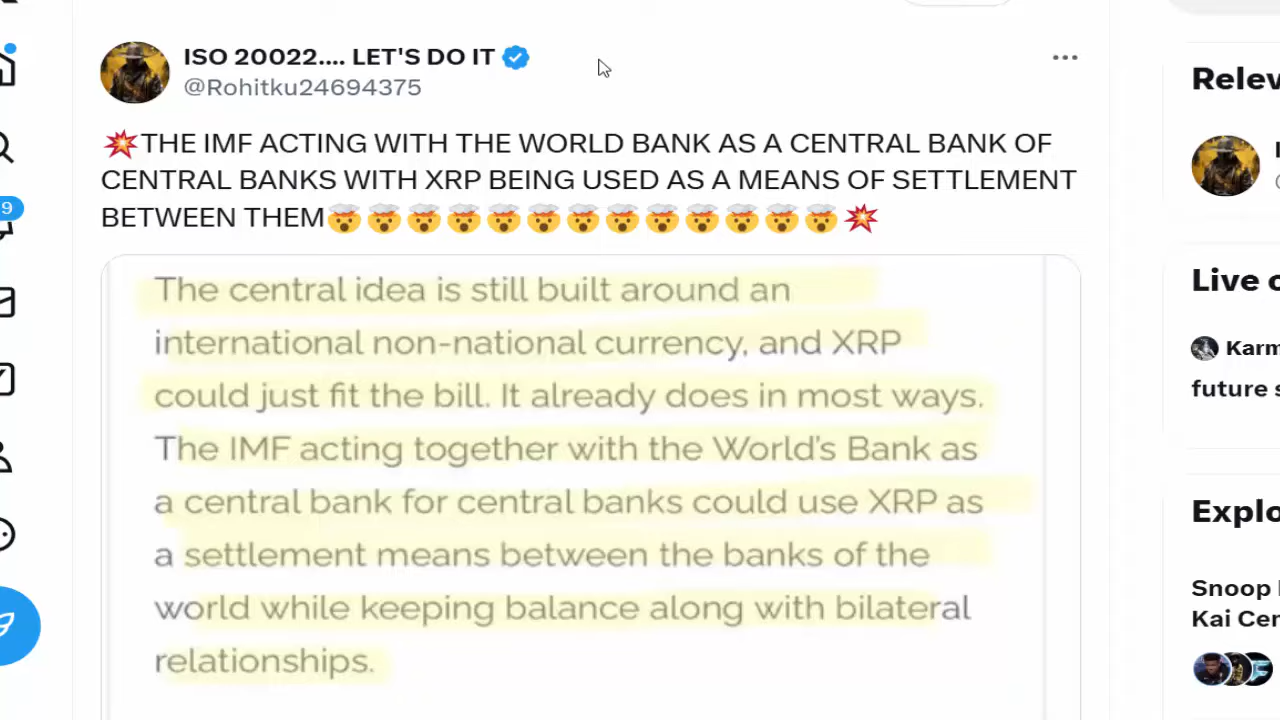 ISO 20022.... LET'S DO IT
@Rohitku24694375
💥THE IMF ACTING WITH THE WORLD BANK AS A CENTRAL BANK OF
CENTRAL BANKS WITH XRP BEING USED AS A MEANS OF SETTLEMENT
BETWEEN THEM🤯🤯🤯🤯🤯🤯🤯🤯🤯🤯🤯🤯🤯💥
The central idea is still built around an
international non-national currency, and XRP
could just fit the bill. It already does in most ways.
The IMF acting together with the World's Bank as
a central bank for central banks could use XRP as
a settlement means between the banks of the
world while keeping balance along with bilateral
relationships.
9
Live
future
Snoop
Kai